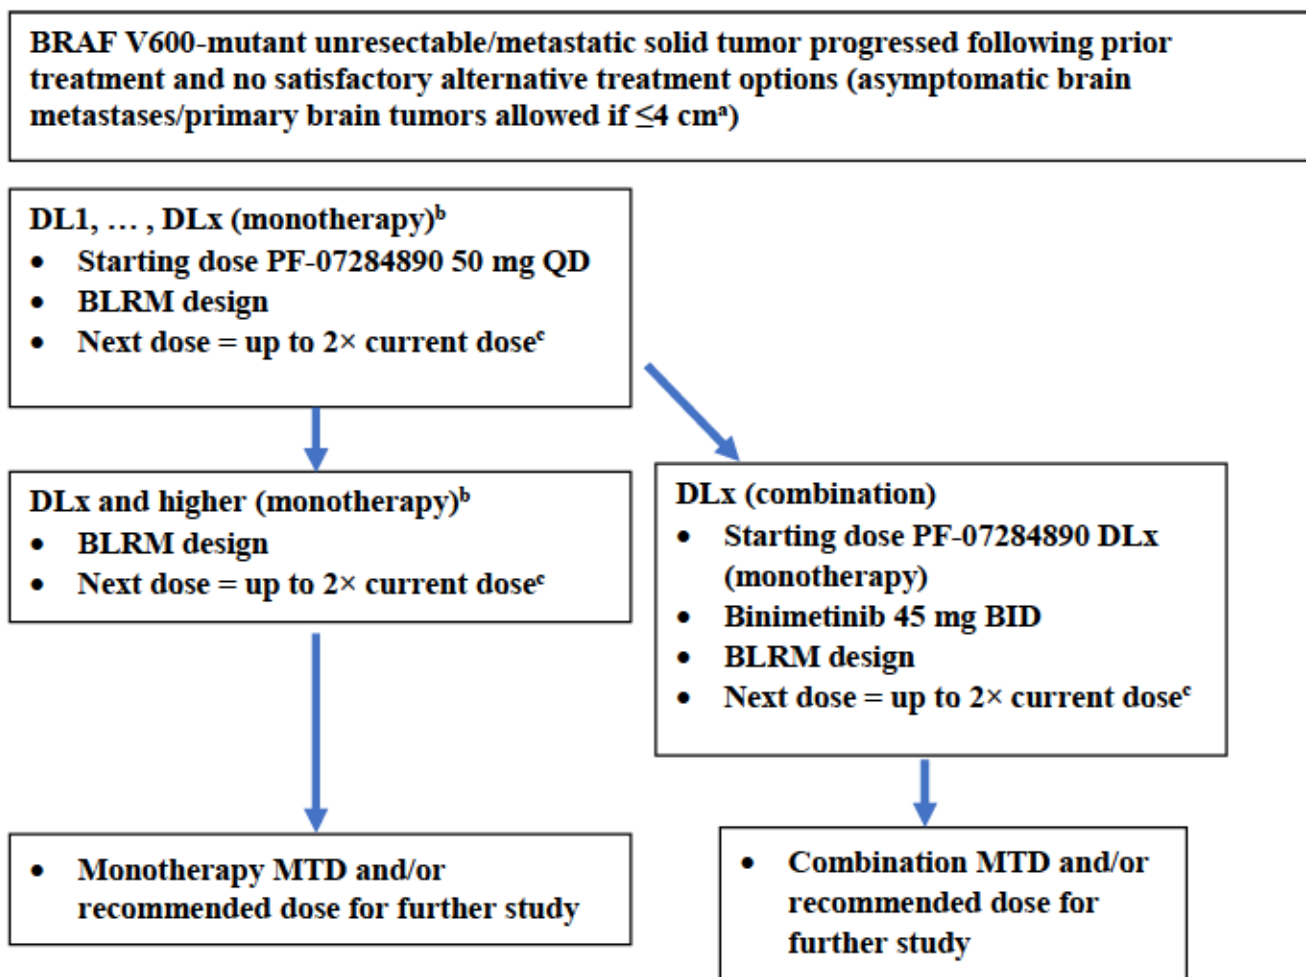 BRAF V600-mutant unresectable/metastatic solid tumor progressed following prior
treatment and no satisfactory alternative treatment options (asymptomatic brain
metastases/primary brain tumors allowed if ≤4 cmᵃ)
DL1, … , DLx (monotherapy)ᵇ
• Starting dose PF-07284890 50 mg QD
• BLRM design
• Next dose = up to 2× current doseᶜ
DLx and higher (monotherapy)ᵇ
• BLRM design
• Next dose = up to 2× current doseᶜ
DLx (combination)
• Starting dose PF-07284890 DLx
(monotherapy)
• Binimetinib 45 mg BID
• BLRM design
• Next dose = up to 2× current doseᶜ
• Monotherapy MTD and/or
recommended dose for further study
• Combination MTD and/or
recommended dose for
further study